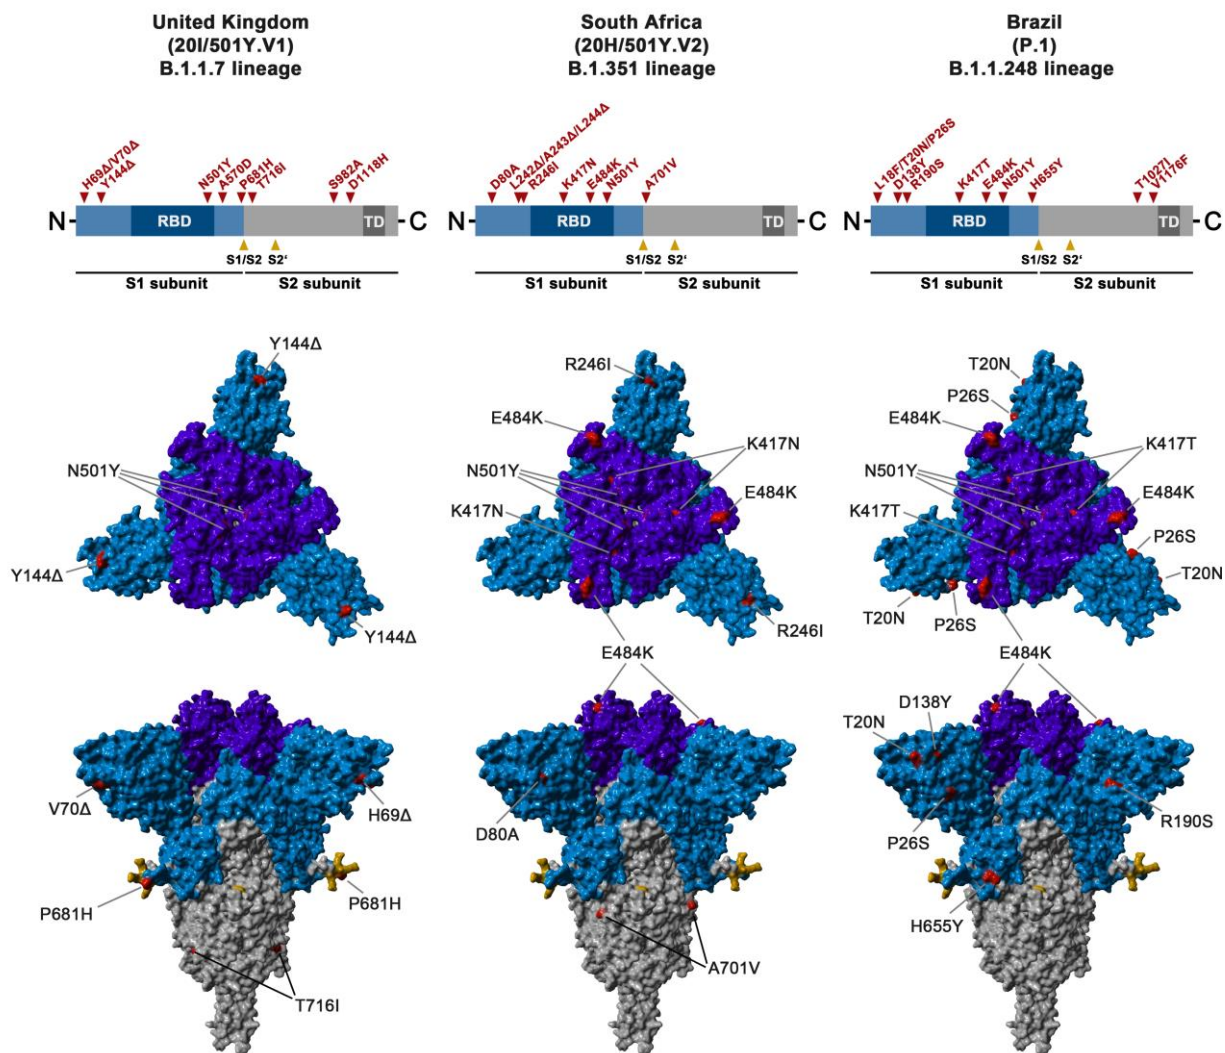 United Kingdom
(20I/501Y.V1)
B.1.1.7 lineage
South Africa
(20H/501Y.V2)
B.1.351 lineage
Brazil
(P.1)
B.1.1.248 lineage
H69Δ/V70Δ
Y144Δ
N501Y
A570D
P681H
T716I
S982A
D1118H
N
RBD
TD
C
S1/S2
S2‘
S1 subunit
S2 subunit
D80A
L242Δ/A243Δ/L244Δ
R246I
K417N
E484K
N501Y
A701V
N
RBD
TD
C
S1/S2
S2‘
S1 subunit
S2 subunit
L18F/T20N/P26S
D138Y
R190S
K417T
E484K
N501Y
H655Y
T1027I
V1176F
N
RBD
TD
C
S1/S2
S2‘
S1 subunit
S2 subunit
Y144Δ
N501Y
Y144Δ
Y144Δ
R246I
E484K
K417N
N501Y
E484K
K417N
R246I
E484K
T20N
P26S
E484K
K417T
N501Y
E484K
K417T
P26S
T20N
T20N
P26S
E484K
V70Δ
H69Δ
P681H
P681H
T716I
D80A
A701V
D138Y
T20N
P26S
R190S
H655Y